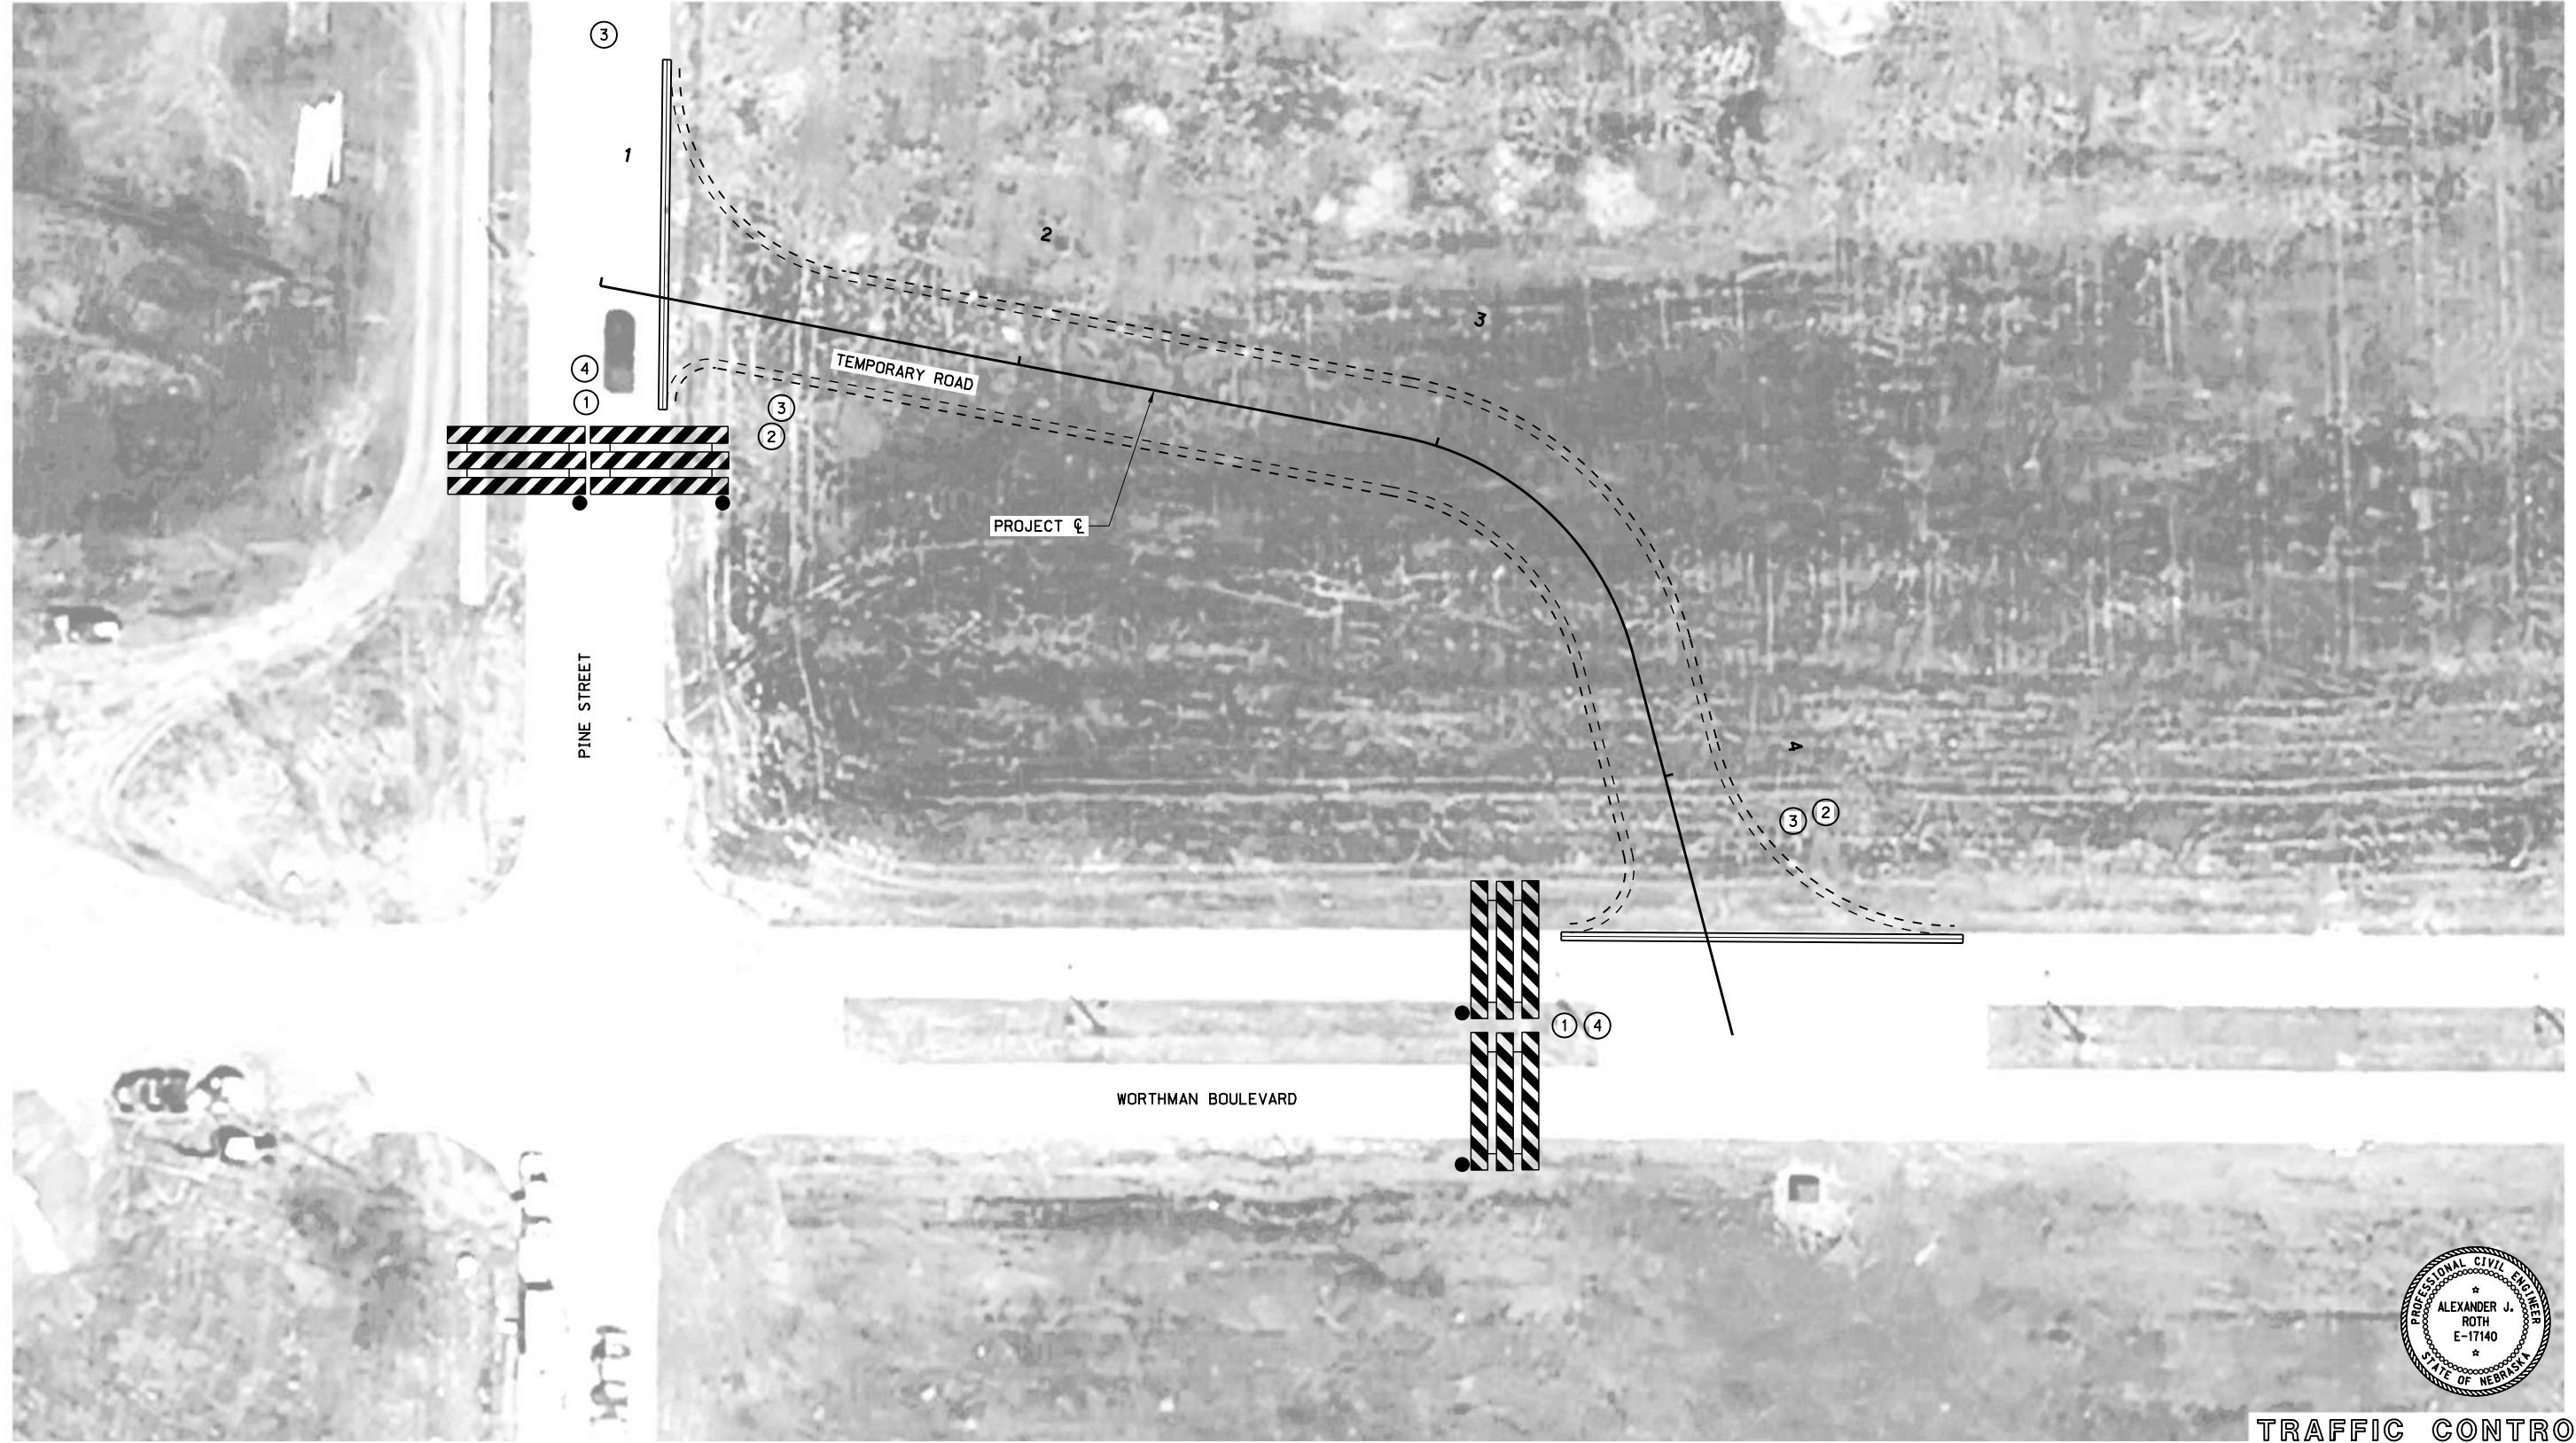 3
1
2
3
4
1
3
2
TEMPORARY ROAD
PROJECT ℄
PINE STREET
4
3
2
1
4
WORTHMAN BOULEVARD
PROFESSIONAL CIVIL ENGINEER
ALEXANDER J.
ROTH
E-17140
STATE OF NEBRASKA
TRAFFIC CONTRO